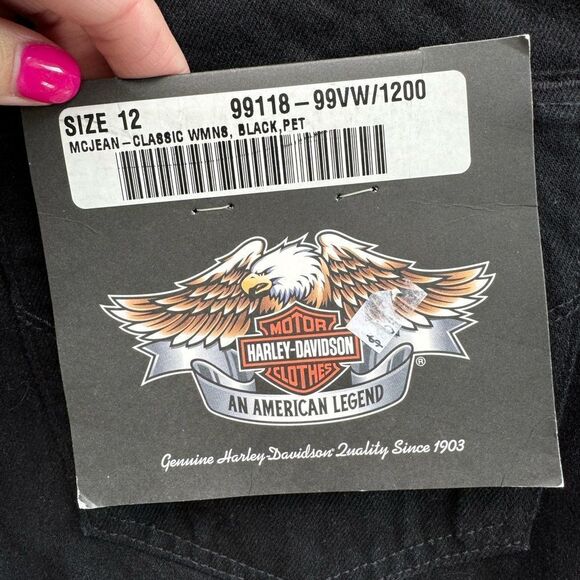 SIZE 12 99118-99VW/1200
MCJEAN-CLASSIC WMNS, BLACK,PET
MOTOR
HARLEY-DAVIDSON
CLOTHES
®
AN AMERICAN LEGEND
Genuine Harley-Davidson® Quality Since 1903